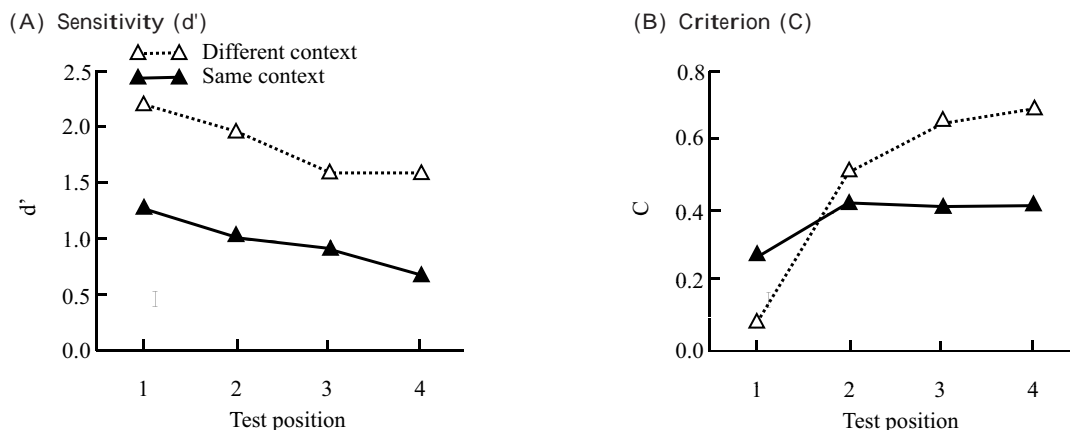 (A) Sensitivity (d')
Different context
Same context
2.5
2.0
1.5
1.0
0.5
0.0
d’
1 2 3 4
Test position
(B) Criterion (C)
0.8
0.6
0.4
0.2
0.0
C
1 2 3 4
Test position